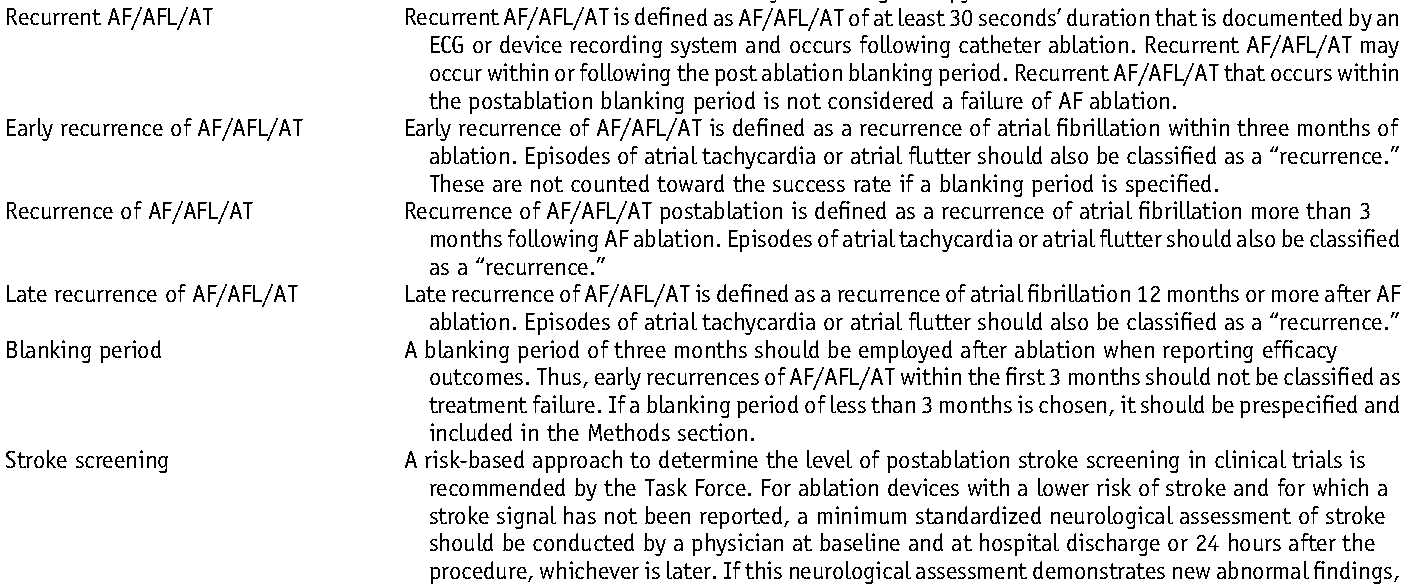 Recurrent AF/AFL/AT
Recurrent AF/AFL/AT is defined as AF/AFL/AT of at least 30 seconds’ duration that is documented by an
ECG or device recording system and occurs following catheter ablation. Recurrent AF/AFL/AT may
occur within or following the post ablation blanking period. Recurrent AF/AFL/AT that occurs within
the postablation blanking period is not considered a failure of AF ablation.
Early recurrence of AF/AFL/AT
Early recurrence of AF/AFL/AT is defined as a recurrence of atrial fibrillation within three months of
ablation. Episodes of atrial tachycardia or atrial flutter should also be classified as a “recurrence.”
These are not counted toward the success rate if a blanking period is specified.
Recurrence of AF/AFL/AT
Recurrence of AF/AFL/AT postablation is defined as a recurrence of atrial fibrillation more than 3
months following AF ablation. Episodes of atrial tachycardia or atrial flutter should also be classified
as a “recurrence.”
Late recurrence of AF/AFL/AT
Late recurrence of AF/AFL/AT is defined as a recurrence of atrial fibrillation 12 months or more after AF
ablation. Episodes of atrial tachycardia or atrial flutter should also be classified as a “recurrence.”
Blanking period
A blanking period of three months should be employed after ablation when reporting efficacy
outcomes. Thus, early recurrences of AF/AFL/AT within the first 3 months should not be classified as
treatment failure. If a blanking period of less than 3 months is chosen, it should be prespecified and
included in the Methods section.
Stroke screening
A risk-based approach to determine the level of postablation stroke screening in clinical trials is
recommended by the Task Force. For ablation devices with a lower risk of stroke and for which a
stroke signal has not been reported, a minimum standardized neurological assessment of stroke
should be conducted by a physician at baseline and at hospital discharge or 24 hours after the
procedure, whichever is later. If this neurological assessment demonstrates new abnormal findings,